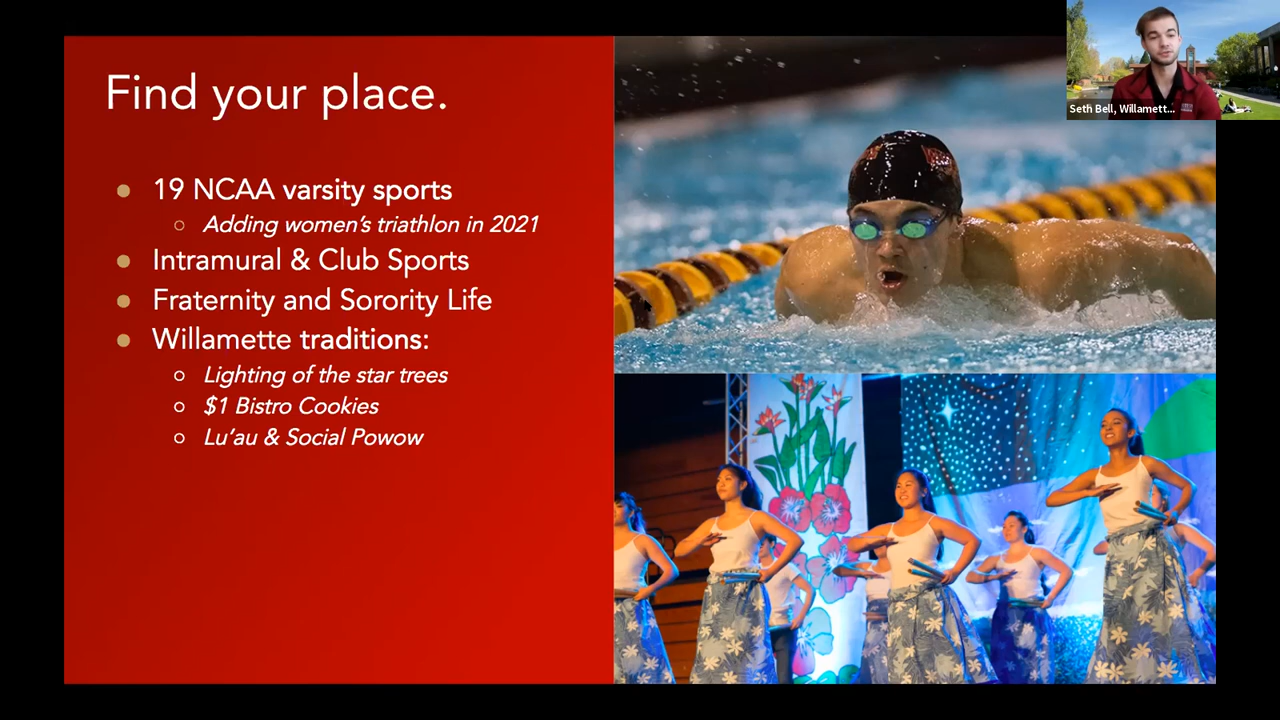 Find your place.
19 NCAA varsity sports
Adding women's triathlon in 2021
Intramural & Club Sports
Fraternity and Sorority Life
Willamette traditions:
Lighting of the star trees
$1 Bistro Cookies
Lu'au & Social Powow
Seth Bell, Willamett...